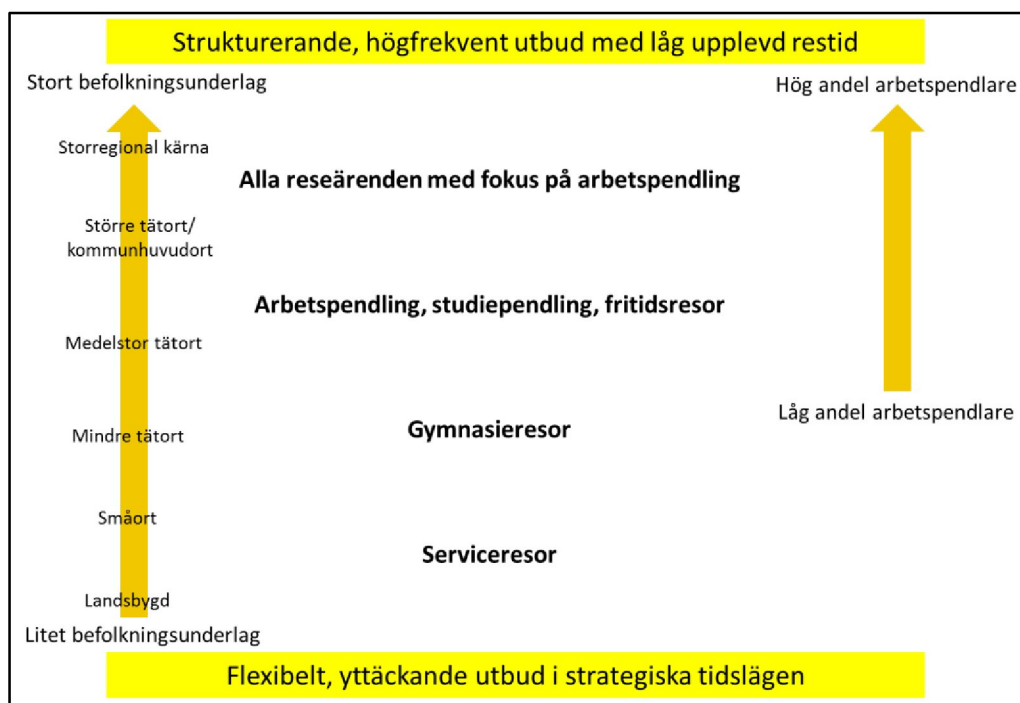 Strukturerande, högfrekvent utbud med låg upplevd restid
Stort befolkningsunderlag
Hög andel arbetspendlare
Storregional kärna
Alla reseärenden med fokus på arbetspendling
Större tätort/
kommunhuvudort
Arbetspendling, studiependling, fritidsresor
Medelstor tätort
Låg andel arbetspendlare
Mindre tätort
Gymnasieresor
Småort
Serviceresor
Landsbygd
Litet befolkningsunderlag
Flexibelt, yttäckande utbud i strategiska tidslägen